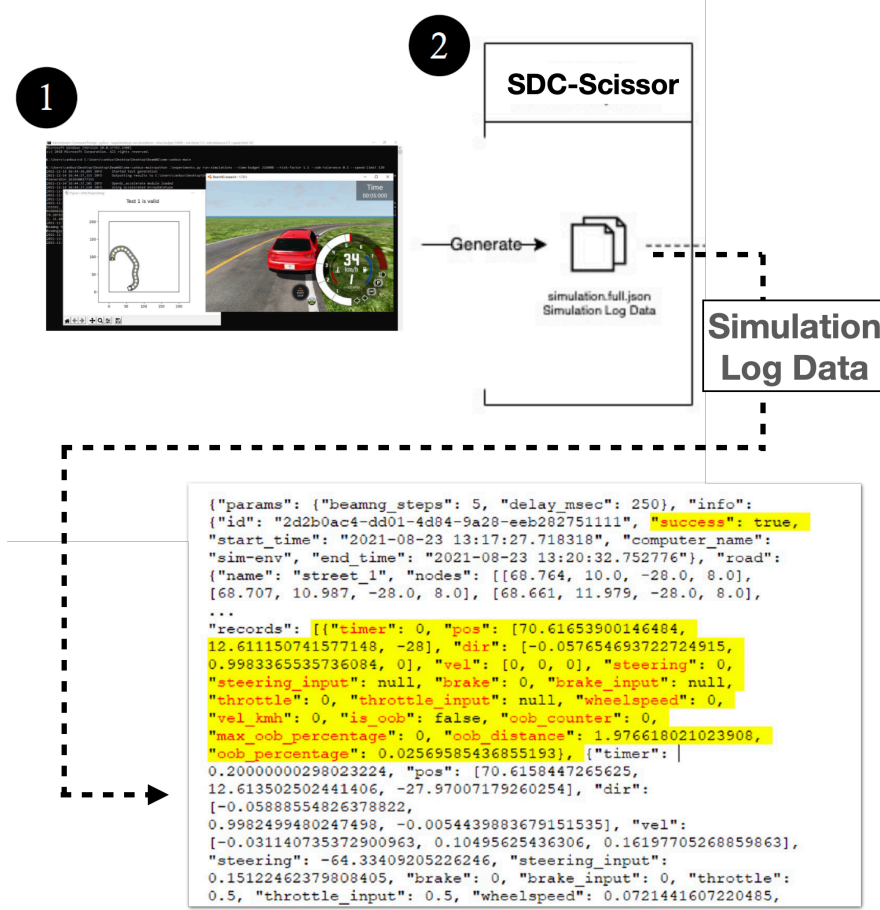 1
2
SDC-Scissor
Test 1 is valid
Time
34
km/h
Generate
simulation.full.json
Simulation Log Data
Simulation
Log Data
{"params": {"beamng_steps": 5, "delay_msec": 250}, "info":
{"id": "2d2b0ac4-dd01-4d84-9a28-eeb282751111", "success": true,
"start_time": "2021-08-23 13:17:27.718318", "computer_name":
"sim-env", "end_time": "2021-08-23 13:20:32.752776"}, "road":
{"name": "street_1", "nodes": [[68.764, 10.0, -28.0, 8.0],
[68.707, 10.987, -28.0, 8.0], [68.661, 11.979, -28.0, 8.0],
...
"records": [{"timer": 0, "pos": [70.61653900146484,
12.611150741577148, -28], "dir": [-0.057654693722724915,
0.9983365535736084, 0], "vel": [0, 0, 0], "steering": 0,
"steering_input": null, "brake": 0, "brake_input": null,
"throttle": 0, "throttle_input": null, "wheelspeed": 0,
"vel_kmh": 0, "is_oob": false, "oob_counter": 0,
"max_oob_percentage": 0, "oob_distance": 1.976618021023908,
"oob_percentage": 0.02569585436855193}, {"timer":
0.20000000298023224, "pos": [70.6158447265625,
12.613502502441406, -27.97007179260254], "dir":
[-0.05888554826378822,
0.9982499480247498, -0.0054439883679151535], "vel":
[-0.031140735372900963, 0.10495625436306, 0.16197705268859863],
"steering": -64.33409205226246, "steering_input":
0.15122462379808405, "brake": 0, "brake_input": 0, "throttle":
0.5, "throttle_input": 0.5, "wheelspeed": 0.0721441607220485,